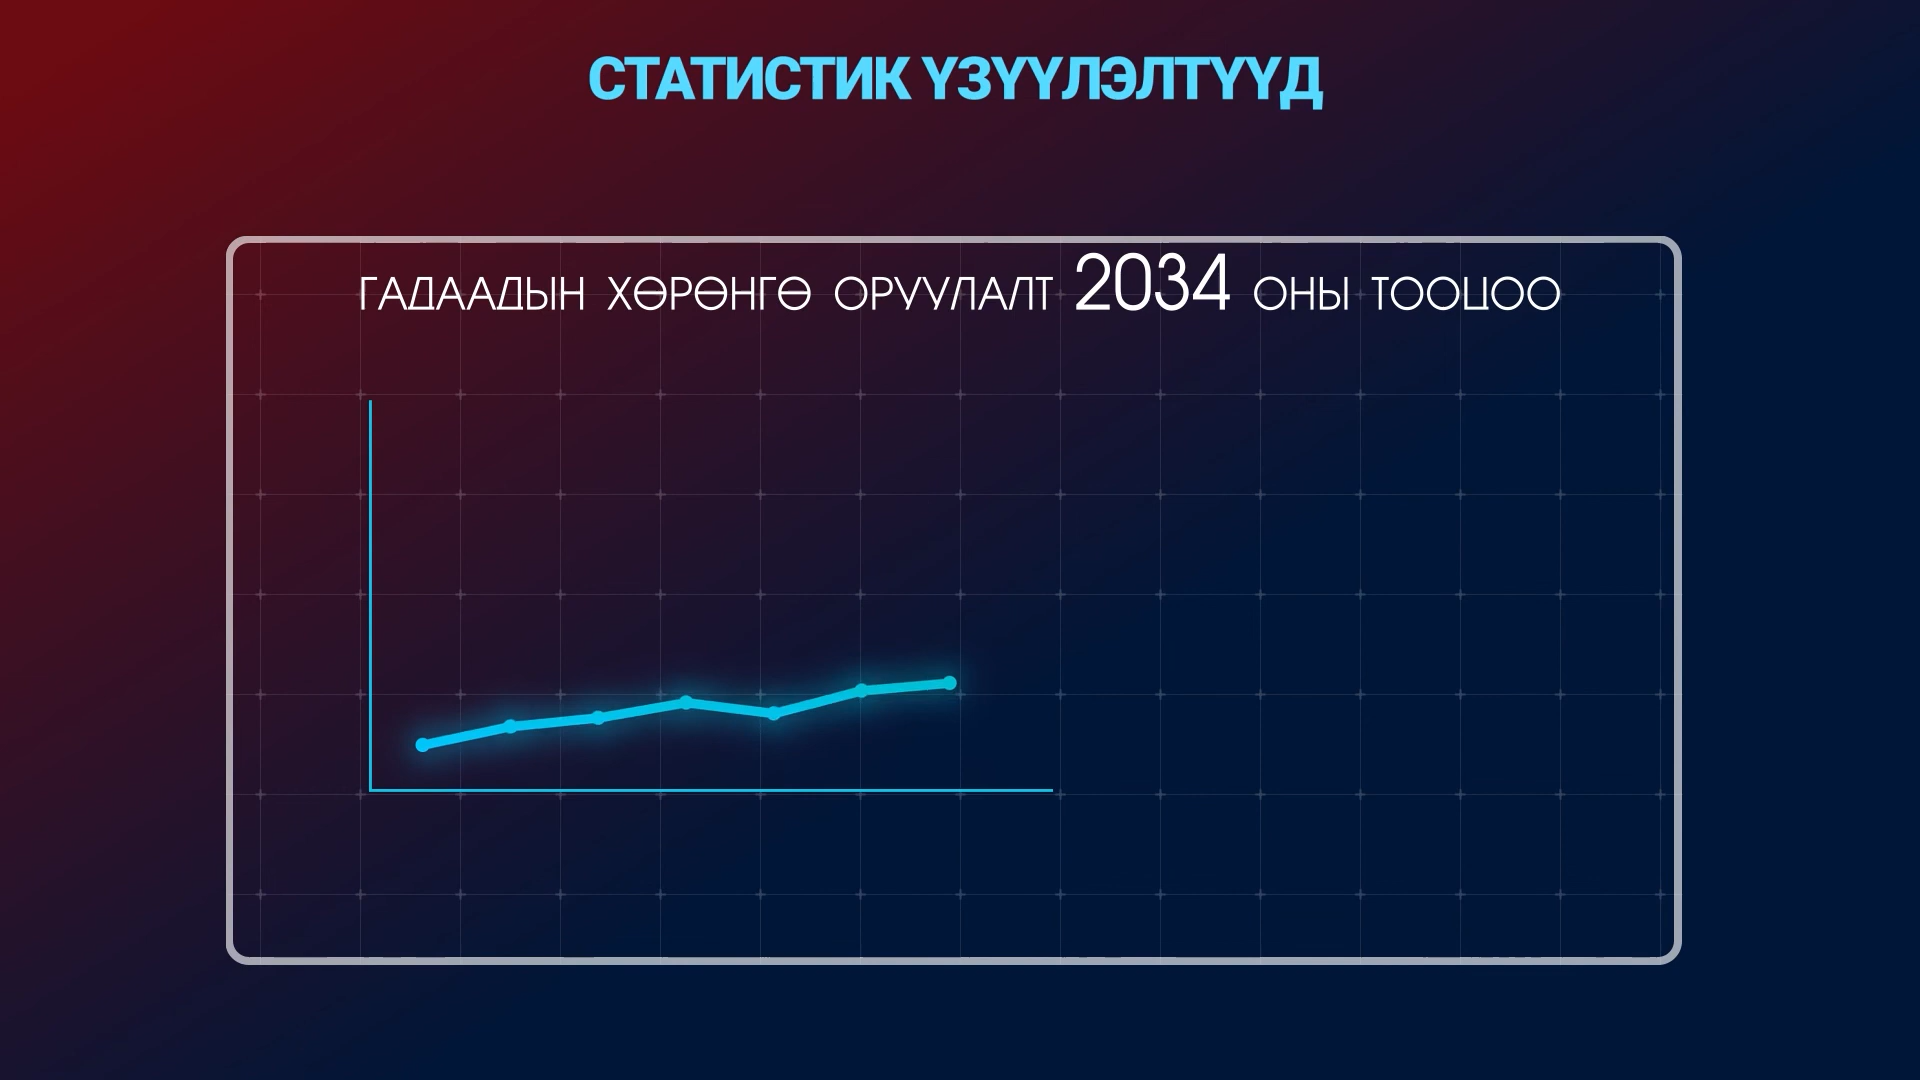 СТАТИСТИК ҮЗҮҮЛЭЛТҮҮД
ГАДААДЫН ХӨРӨНГӨ ОРУУЛАЛТ 2034 ОНЫ ТООЦОО